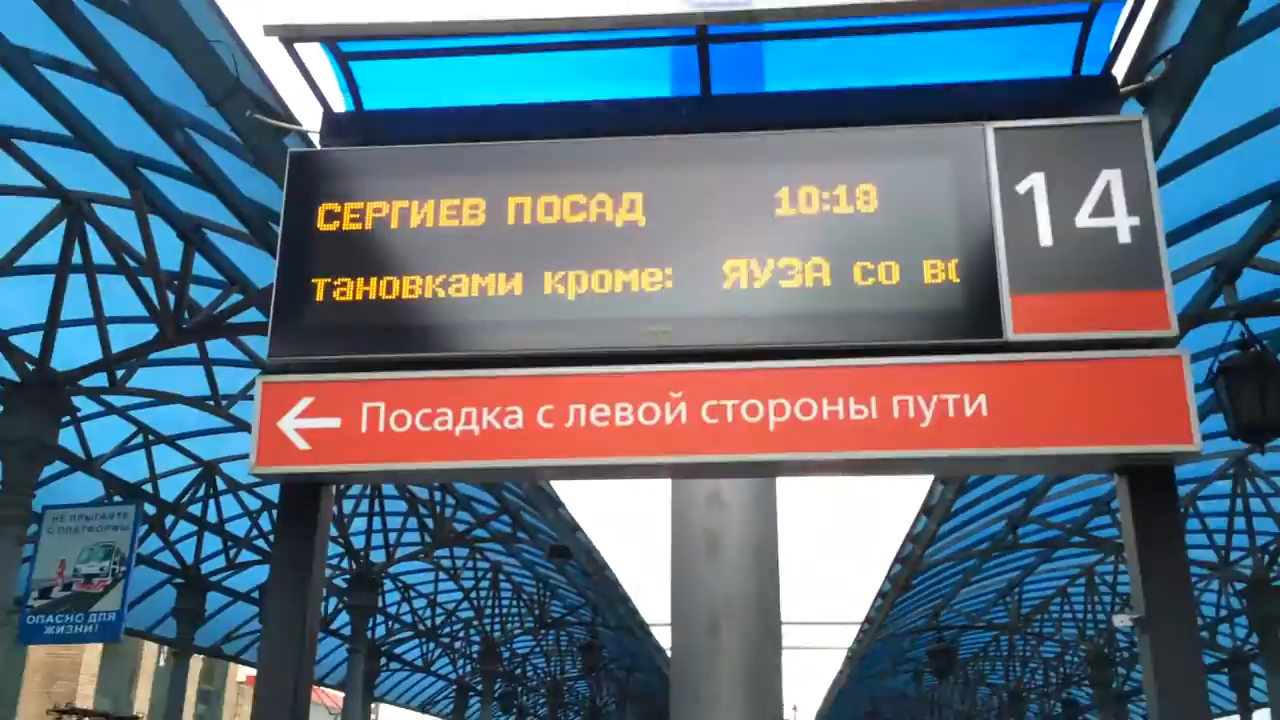 СЕРГИЕВ ПОСАД 10:18
тановками кроме: ЯУЗА со
14
← Посадка с левой стороны пути
НЕ ПРЫГАЙТЕ
С ПЛАТФОРМЫ
ОПАСНО ДЛЯ
ЖИЗНИ!